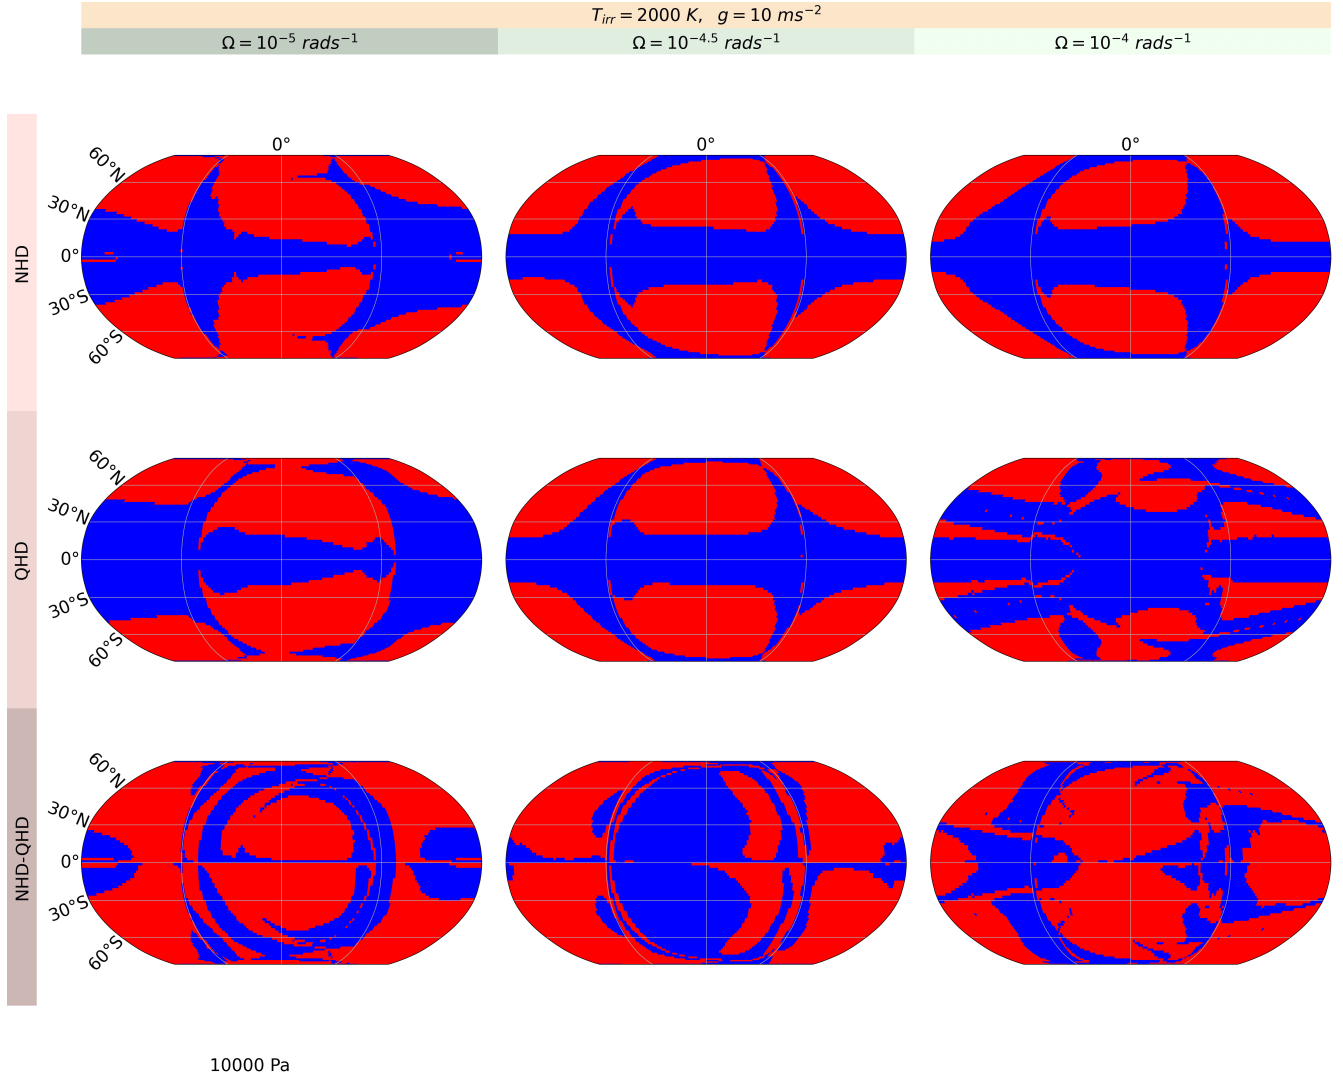 T_irr = 2000 K, g = 10 ms⁻²
Ω = 10⁻⁵ rads⁻¹ Ω = 10⁻⁴·⁵ rads⁻¹ Ω = 10⁻⁴ rads⁻¹
0° 0° 0°
NHD
60°N
30°N
0°
30°S
60°S
QHD
60°N
30°N
0°
30°S
60°S
NHD-QHD
60°N
30°N
0°
30°S
60°S
10000 Pa